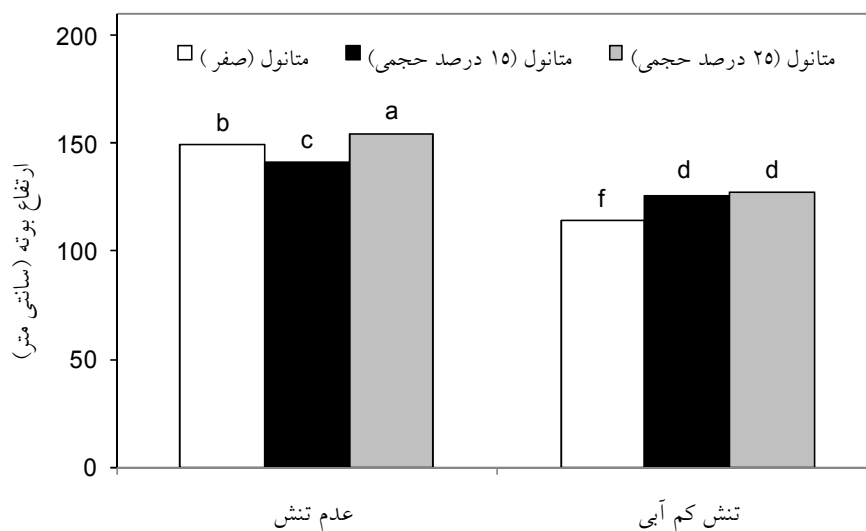 متانول (صفر) متانول (۱۵ درصد حجمی) متانول (۲۵ درصد حجمی)
ارتفاع بوته (سانتی متر)
200
150
100
50
0
b c a f d d
عدم تنش تنش کم آبی